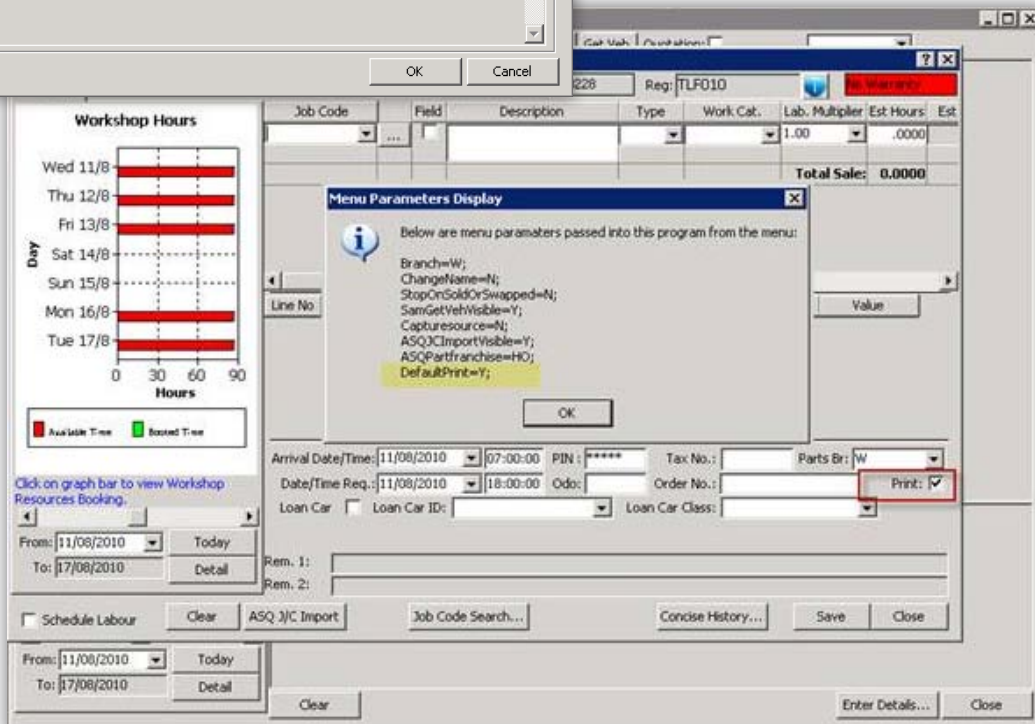 OK Cancel
Get Veh Quotation:
0228 Reg: TLF010 No Warranty
Workshop Hours
Wed 11/8
Thu 12/8
Fri 13/8
Sat 14/8
Sun 15/8
Mon 16/8
Tue 17/8
Day
0 30 60 90
Hours
Available Time Booked Time
Click on graph bar to view Workshop
Resources Booking.
From: 11/08/2010 Today
To: 17/08/2010 Detail
Schedule Labour Clear ASQ J/C Import Job Code Search... Concise History... Save Close
Job Code Field Description Type Work Cat. Lab. Multiplier Est Hours Est
... 1.00 .0000
Total Sale: 0.0000
Line No Value
Menu Parameters Display
Below are menu paramaters passed into this program from the menu:
Branch=W;
ChangeName=N;
StopOnSoldOrSwapped=N;
SamGetVehVisible=Y;
Capturesource=N;
ASQJCImportVisible=Y;
ASQPartfranchise=HO;
DefaultPrint=Y;
OK
Arrival Date/Time: 11/08/2010 07:00:00 PIN : ***** Tax No.: Parts Br: W
Date/Time Req.: 11/08/2010 18:00:00 Odo: Order No.: Print:
Loan Car Loan Car ID: Loan Car Class:
Rem. 1:
Rem. 2:
From: 11/08/2010 Today
To: 17/08/2010 Detail
Clear Enter Details... Close